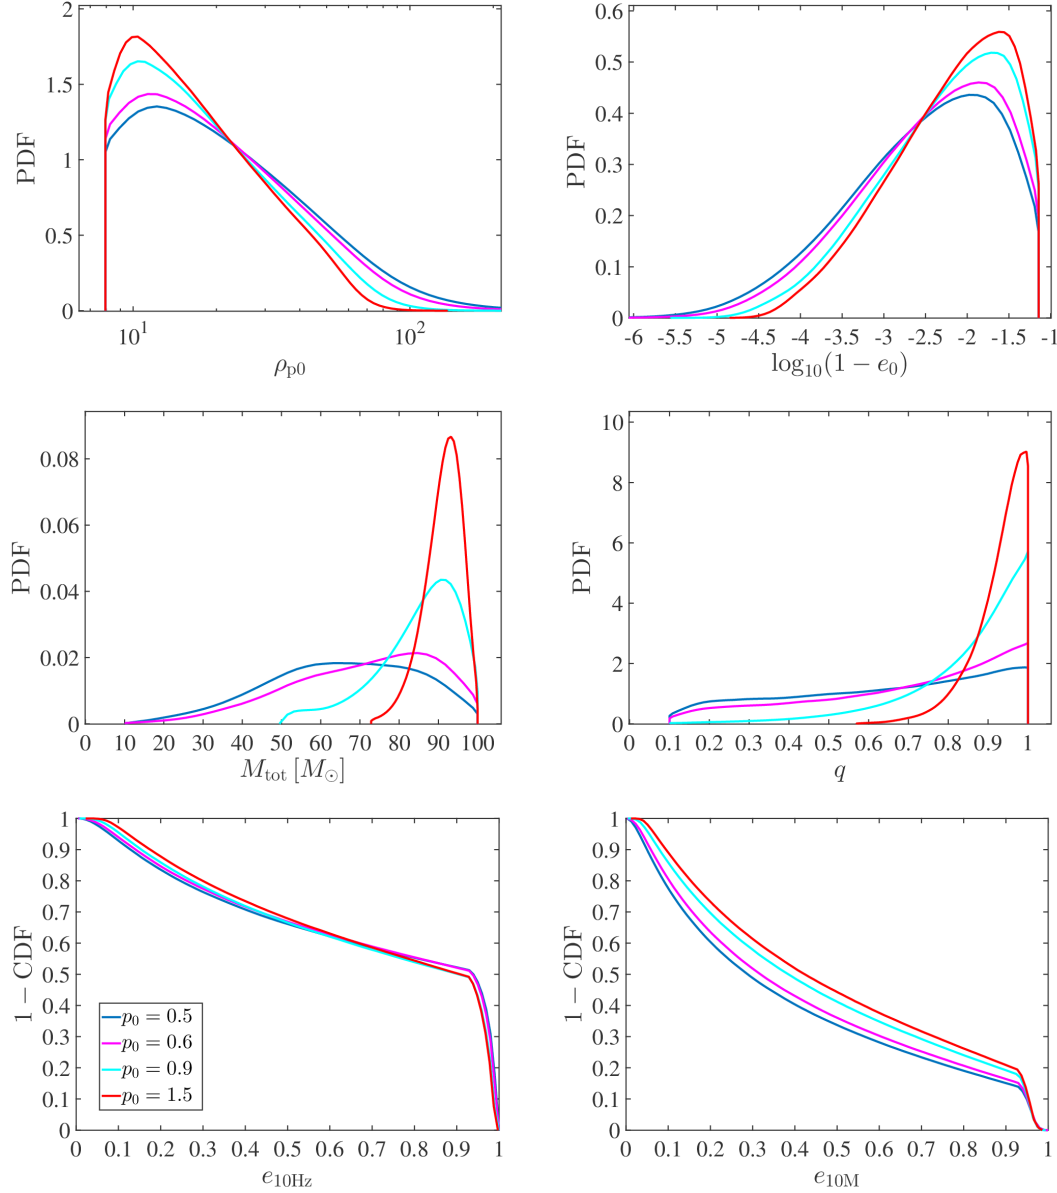 2
1.5
1
0.5
0
PDF
10¹
10²
ρp0
0.6
0.5
0.4
0.3
0.2
0.1
0
PDF
-6 -5.5 -5 -4.5 -4 -3.5 -3 -2.5 -2 -1.5 -1
log₁₀(1 − e₀)
0.08
0.06
0.04
0.02
0
PDF
0 10 20 30 40 50 60 70 80 90 100
Mtot [M⊙]
10
8
6
4
2
0
PDF
0 0.1 0.2 0.3 0.4 0.5 0.6 0.7 0.8 0.9 1
q
1
0.9
0.8
0.7
0.6
0.5
0.4
0.3
0.2
0.1
0
1 − CDF
p₀ = 0.5
p₀ = 0.6
p₀ = 0.9
p₀ = 1.5
0 0.1 0.2 0.3 0.4 0.5 0.6 0.7 0.8 0.9 1
e10Hz
1
0.9
0.8
0.7
0.6
0.5
0.4
0.3
0.2
0.1
0
1 − CDF
0 0.1 0.2 0.3 0.4 0.5 0.6 0.7 0.8 0.9 1
e10M